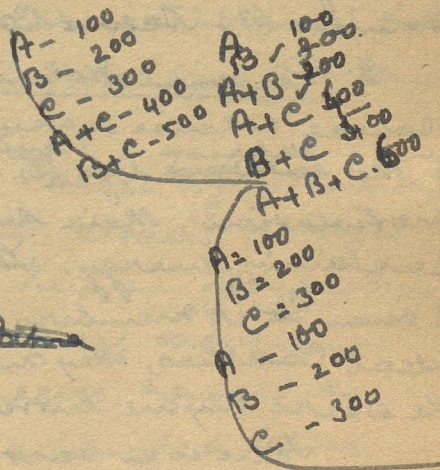 A - 100
B - 200
C - 300
A+C - 400
B+C - 500
A 100
B 200
A+B 300
A+C 400
B+C 500
A+B+C. 600
A = 100
B = 200
C = 300
A - 100
B - 200
C - 300